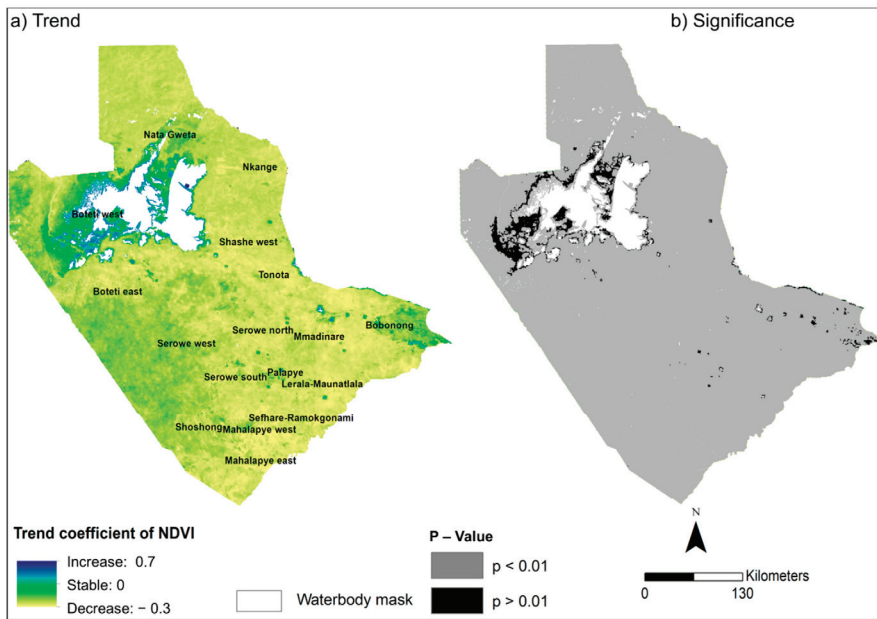 a) Trend
b) Significance
Nata Gweta
Nkange
Boteti west
Shashe west
Tonota
Boteti east
Bobonong
Serowe north
Mmadinare
Serowe west
Palapye
Serowe south
Lerala-Maunatlala
Sefhare-Ramokgonami
Shoshong
Mahalapye west
Mahalapye east
Trend coefficient of NDVI
Increase: 0.7
Stable: 0
Decrease: − 0.3
Waterbody mask
P – Value
p < 0.01
p > 0.01
N
Kilometers
0 130